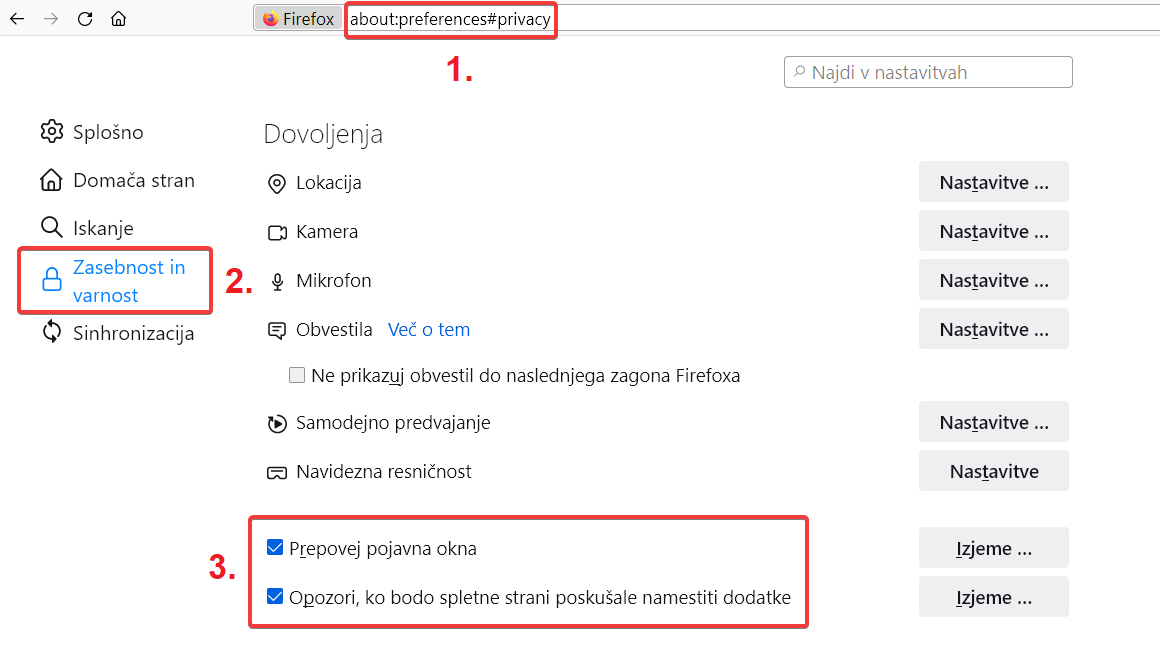 Firefox about:preferences#privacy
1.
Najdi v nastavitvah
Splošno
Domača stran
Iskanje
Zasebnost in
varnost
2.
Sinhronizacija
Dovoljenja
Lokacija Nastavitve ...
Kamera Nastavitve ...
Mikrofon Nastavitve ...
Obvestila Več o tem Nastavitve ...
Ne prikazuj obvestil do naslednjega zagona Firefoxa
Samodejno predvajanje Nastavitve ...
Navidezna resničnost Nastavitve
3.
Prepovej pojavna okna Izjeme ...
Opozori, ko bodo spletne strani poskušale namestiti dodatke Izjeme ...